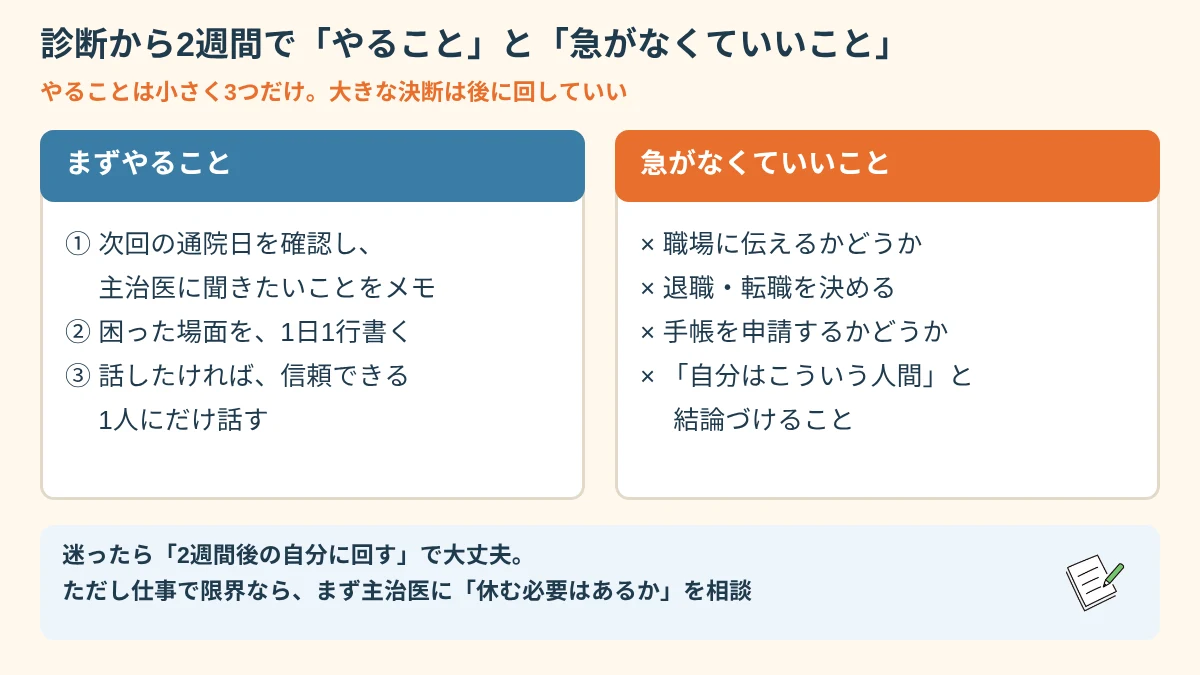 診断から2週間で「やること」と「急がなくていいこと」
やることは小さく3つだけ。大きな決断は後に回していい
まずやること
① 次回の通院日を確認し、
主治医に聞きたいことをメモ
② 困った場面を、1日1行書く
③ 話したければ、信頼できる
1人にだけ話す
急がなくていいこと
× 職場に伝えるかどうか
× 退職・転職を決める
× 手帳を申請するかどうか
× 「自分はこういう人間」と
結論づけること
迷ったら「2週間後の自分に回す」で大丈夫。
ただし仕事で限界なら、まず主治医に「休む必要はあるか」を相談